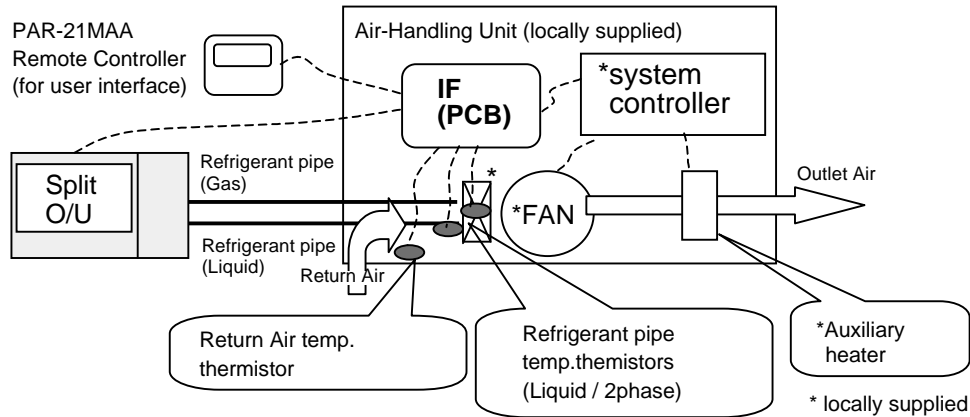 PAR-21MAA
Remote Controller
(for user interface)
Air-Handling Unit (locally supplied)
IF
(PCB)
*system
controller
Split
O/U
Refrigerant pipe
(Gas)
Refrigerant pipe
(Liquid)
Return Air
*
*FAN
Outlet Air
Return Air temp.
thermistor
Refrigerant pipe
temp.themistors
(Liquid / 2phase)
*Auxiliary
heater
* locally supplied